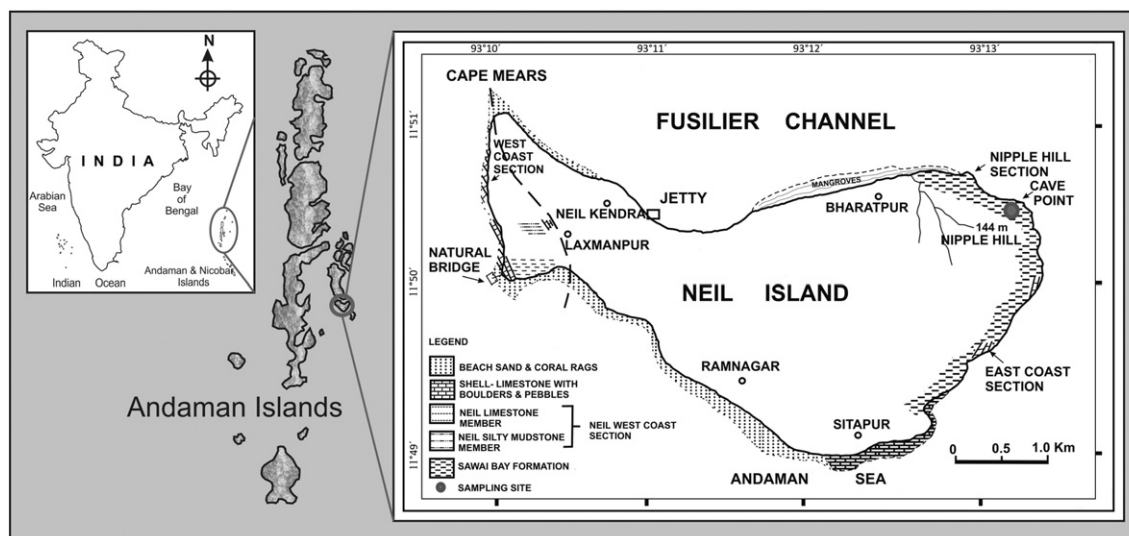 N
INDIA
Arabian
Sea
Bay
of
Bengal
Andaman & Nicobar
Islands
Indian Ocean
Andaman Islands
93°10´
93°11´
93°12´
93°13´
11°51´
11°50´
11°49´
CAPE MEARS
FUSILIER CHANNEL
WEST
COAST
SECTION
NIPPLE HILL
SECTION
CAVE
POINT
MANGROVES
JETTY
NEIL KENDRA
BHARATPUR
LAXMANPUR
144 m
NIPPLE HILL
NATURAL
BRIDGE
NEIL ISLAND
LEGEND
BEACH SAND & CORAL RAGS
SHELL- LIMESTONE WITH
BOULDERS & PEBBLES
NEIL LIMESTONE
MEMBER
NEIL SILTY MUDSTONE
MEMBER
NEIL WEST COAST
SECTION
SAWAI BAY FORMATION
SAMPLING SITE
RAMNAGAR
EAST COAST
SECTION
SITAPUR
0 0.5 1.0 Km
ANDAMAN SEA